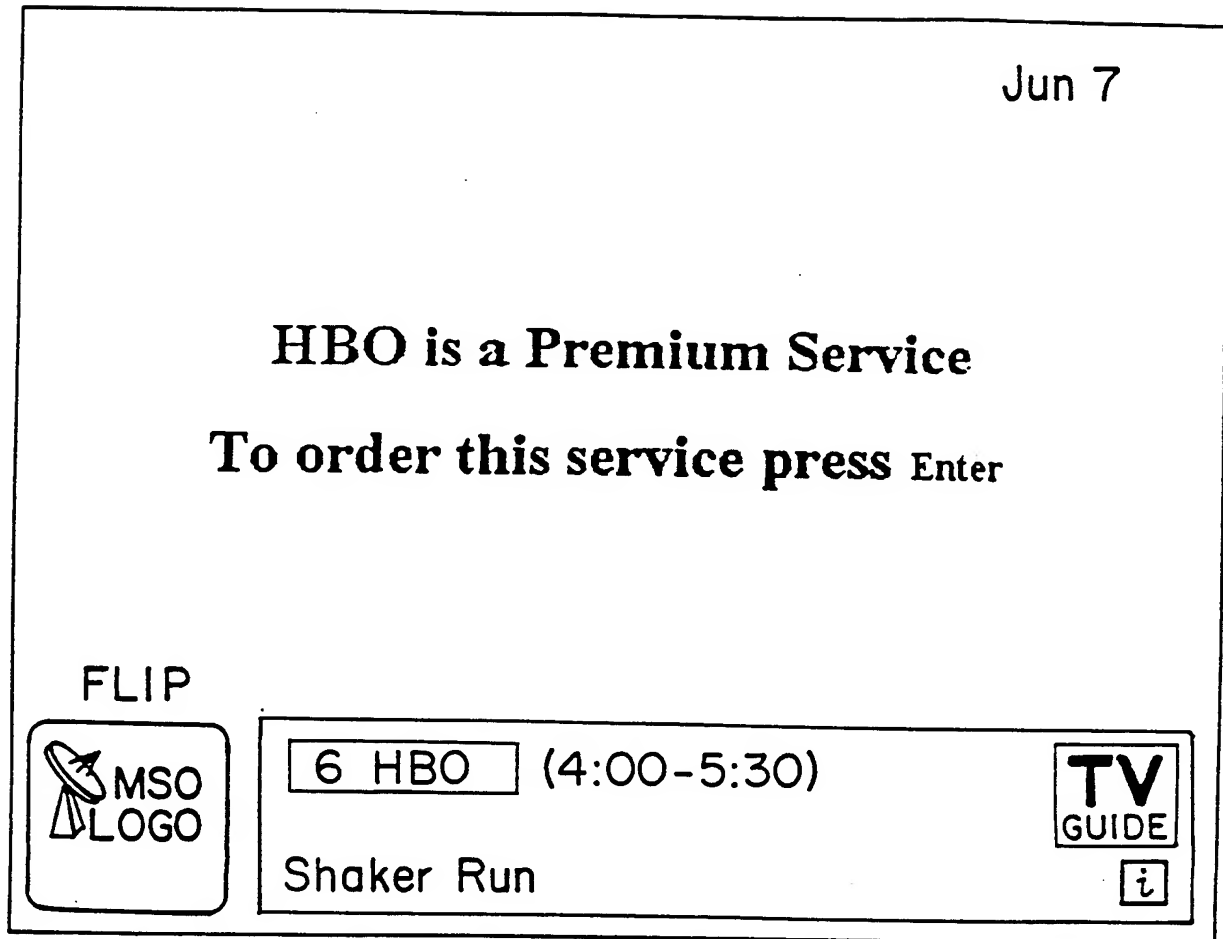 Jun 7
HBO is a Premium Service
To order this service press Enter
FLIP
MSO
LOGO
6 HBO (4:00-5:30)
TV
GUIDE
Shaker Run
i